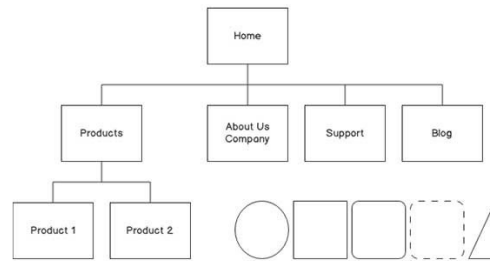 Home
Products
About Us
Company
Support
Blog
Product 1
Product 2